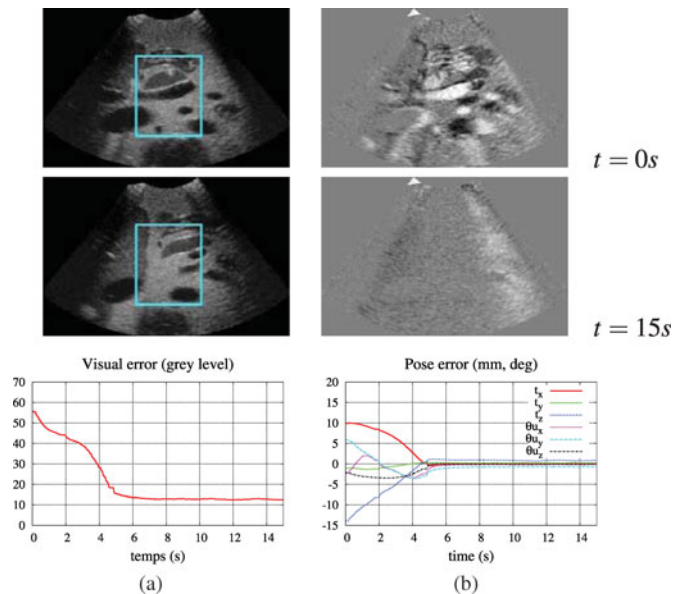 t = 0s
t = 15s
Visual error (grey level)
70
60
50
40
30
20
10
0
0 2 4 6 8 10 12 14
temps (s)
(a)
Pose error (mm, deg)
t_x
t_y
t_z
θu_x
θu_y
θu_z
20
15
10
5
0
-5
-10
-15
0 2 4 6 8 10 12 14
time (s)
(b)